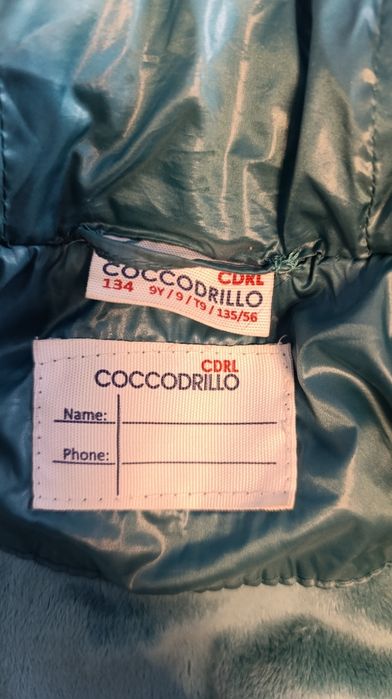 CDRL
COCCODRILLO
134 9Y / 9 / T9 / 135/56
CDRL
COCCODRILLO
Name:
Phone: